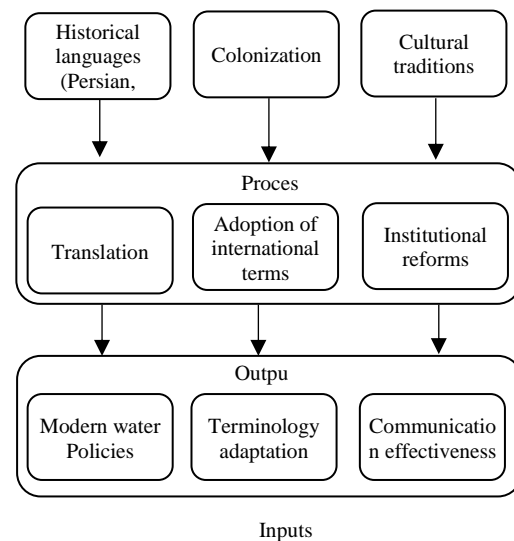 Historical
languages
(Persian,
Colonization
Cultural
traditions
Proces
Translation
Adoption of
international
terms
Institutional
reforms
Outpu
Modern water
Policies
Terminology
adaptation
Communicatio
n effectiveness
Inputs